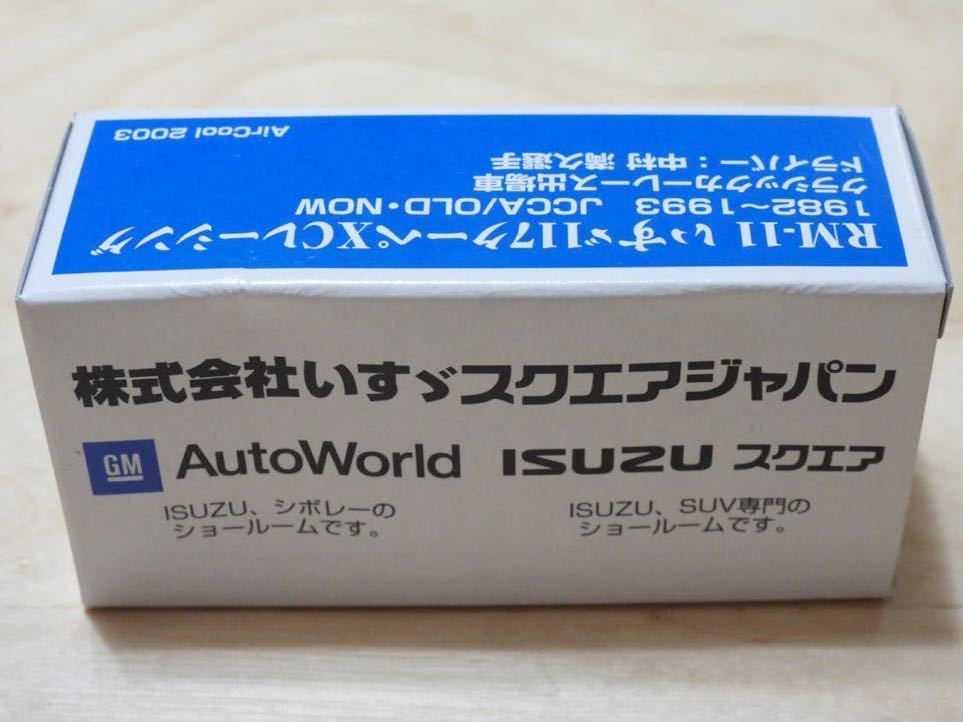 RM-11 いすゞ117クーペXCレーシング
1982~1993 JCCA/OLD・NOW
クラシックカーレース出場車
ドライバー:中村 満久選手
AirCool 2003
株式会社いすゞスクエアジャパン
GM AutoWorld ISUZU スクエア
ISUZU、シボレーの
ショールームです。
ISUZU、SUV専門の
ショールームです。